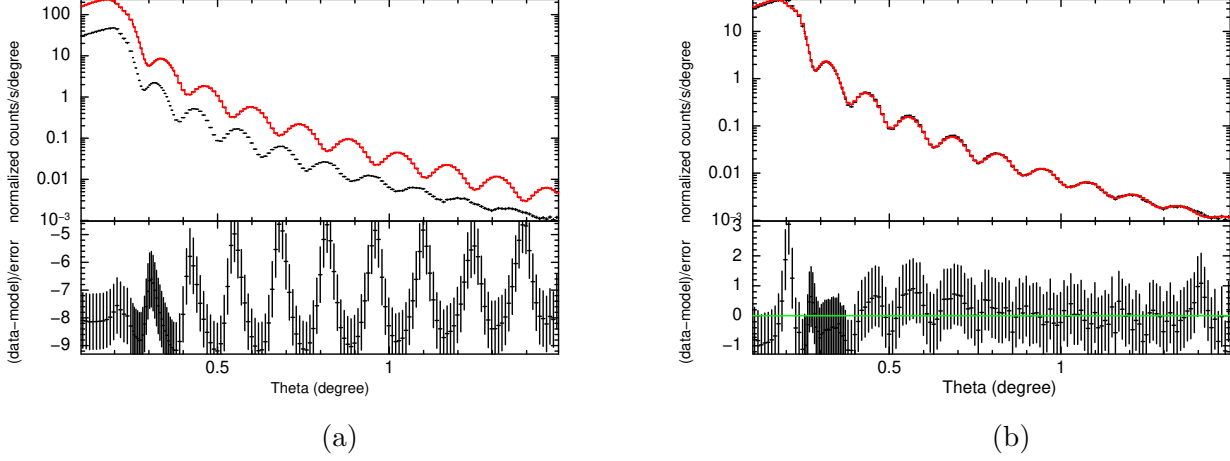 100
10
1
0.1
0.01
10⁻³
normalized counts/s/degree
−5
−6
−7
−8
−9
(data−model)/error
0.5 1
Theta (degree)
(a)
10
1
0.1
0.01
10⁻³
normalized counts/s/degree
3
2
1
0
−1
(data−model)/error
0.5 1
Theta (degree)
(b)